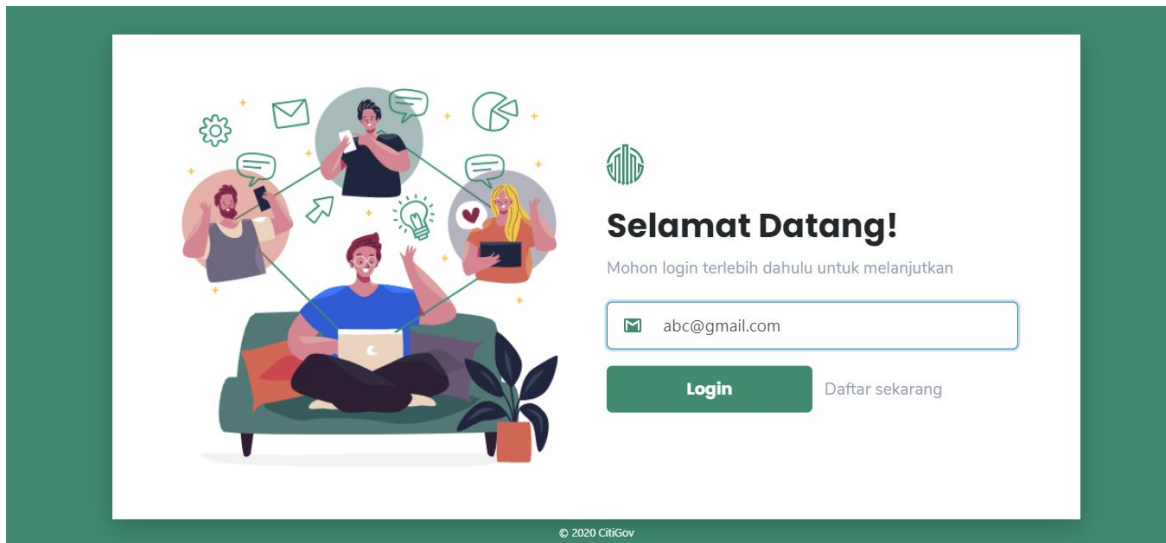 Selamat Datang!
Mohon login terlebih dahulu untuk melanjutkan
abc@gmail.com
Login
Daftar sekarang
© 2020 CitiGov